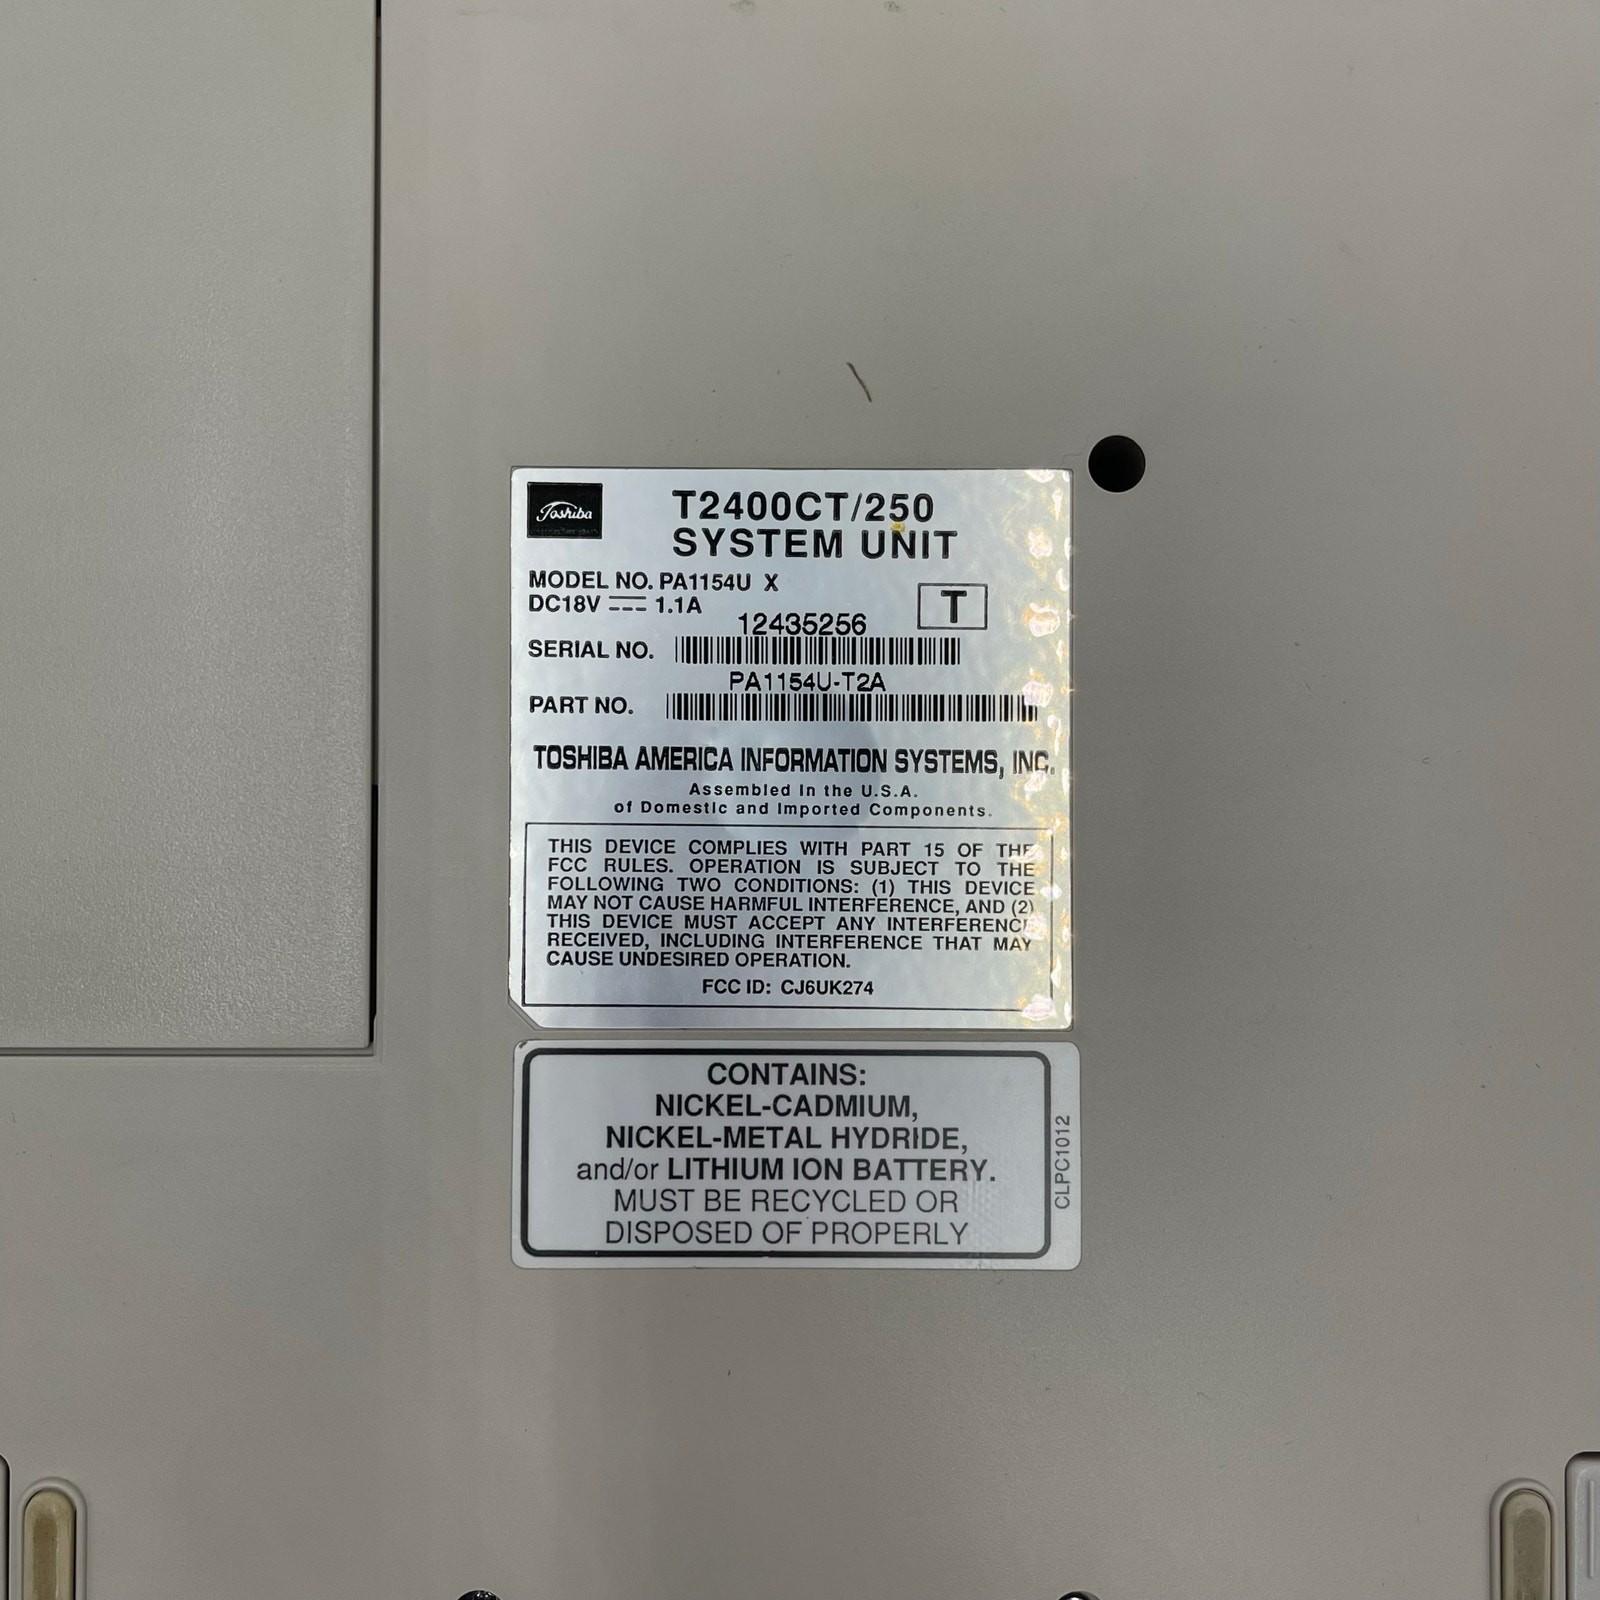 Toshiba
T2400CT/250
SYSTEM UNIT
MODEL NO. PA1154U X
DC18V 1.1A
T
12435256
SERIAL NO.
PA1154U-T2A
PART NO.
TOSHIBA AMERICA INFORMATION SYSTEMS, INC.
Assembled in the U.S.A.
of Domestic and Imported Components.
THIS DEVICE COMPLIES WITH PART 15 OF THE
FCC RULES. OPERATION IS SUBJECT TO THE
FOLLOWING TWO CONDITIONS: (1) THIS DEVICE
MAY NOT CAUSE HARMFUL INTERFERENCE, AND (2)
THIS DEVICE MUST ACCEPT ANY INTERFERENCE
RECEIVED, INCLUDING INTERFERENCE THAT MAY
CAUSE UNDESIRED OPERATION.
FCC ID: CJ6UK274
CONTAINS:
NICKEL-CADMIUM,
NICKEL-METAL HYDRIDE,
and/or LITHIUM ION BATTERY.
MUST BE RECYCLED OR
DISPOSED OF PROPERLY
CLPC1012